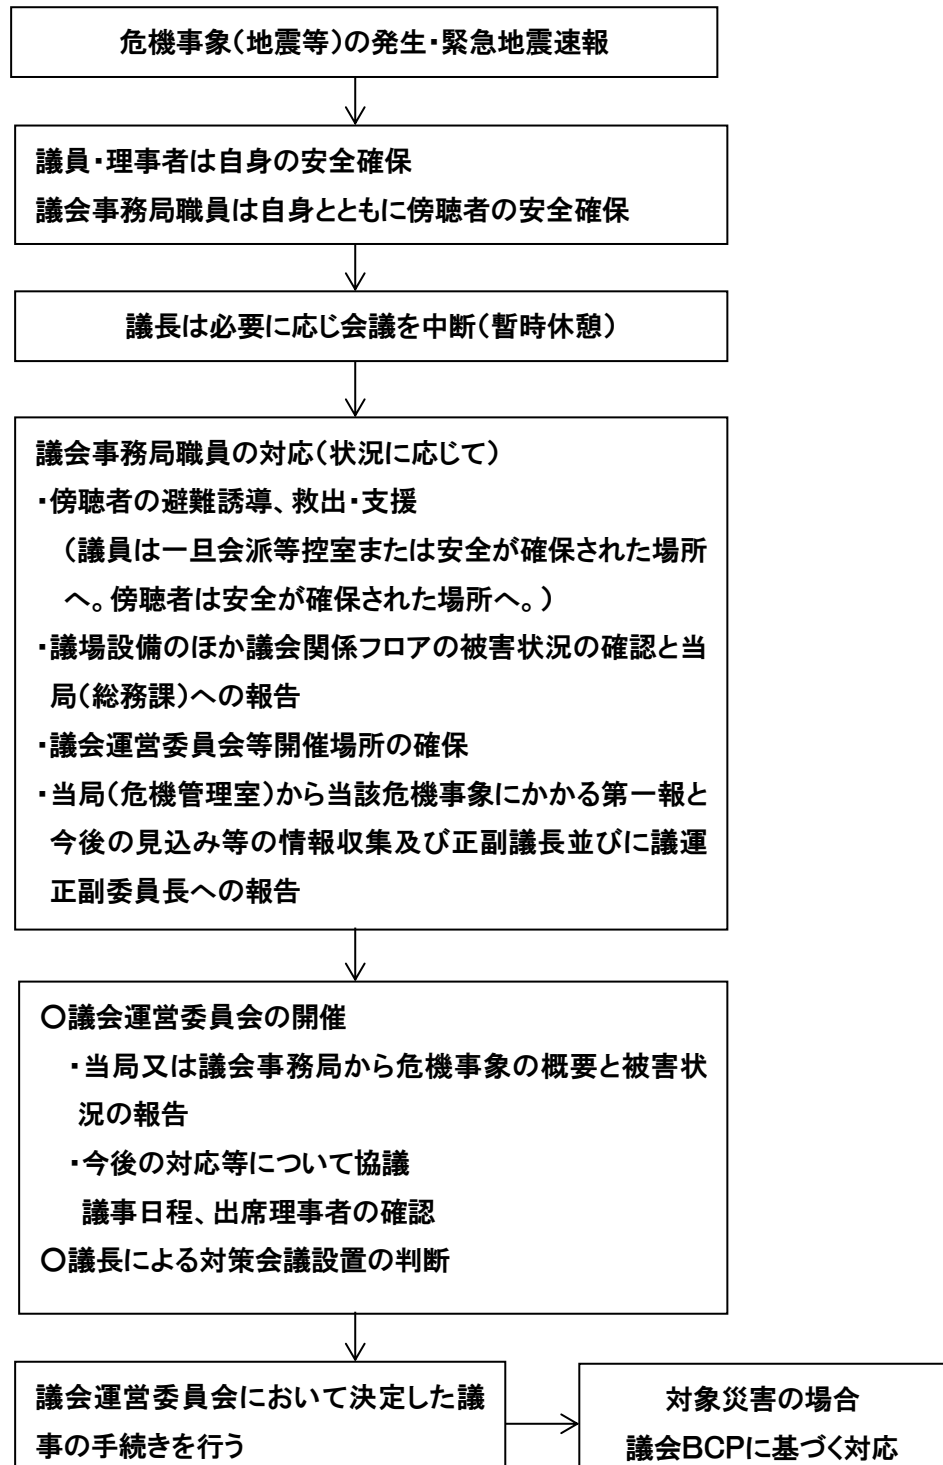 危機事象(地震等)の発生・緊急地震速報
議員・理事者は自身の安全確保
議会事務局職員は自身とともに傍聴者の安全確保
議長は必要に応じ会議を中断(暂時休憩)
議会事務局職員の対応(状況に応じて)
・傍聴者の避難誘導、救出・支援
(議員は一旦会派等控室または安全が確保された場所
へ。傍聴者は安全が確保された場所へ。)
・議場設備のほか議会関係フロアの被害状況の確認と当
局(総務課)への報告
・議会運営委員会等開催場所の確保
・当局(危機管理室)から当該危機事象にかかる第一報と
今後の見込み等の情報収集及び正副議長並びに議運
正副委員長への報告
〇議会運営委員会の開催
・当局又は議会事務局から危機事象の概要と被害状
況の報告
・今後の対応等について協議
議事日程、出席理事者の確認
〇議長による対策会議設置の判断
議会運営委員会において決定した議
事の手続きを行う
対象災害の場合
議会BCPに基づく対応